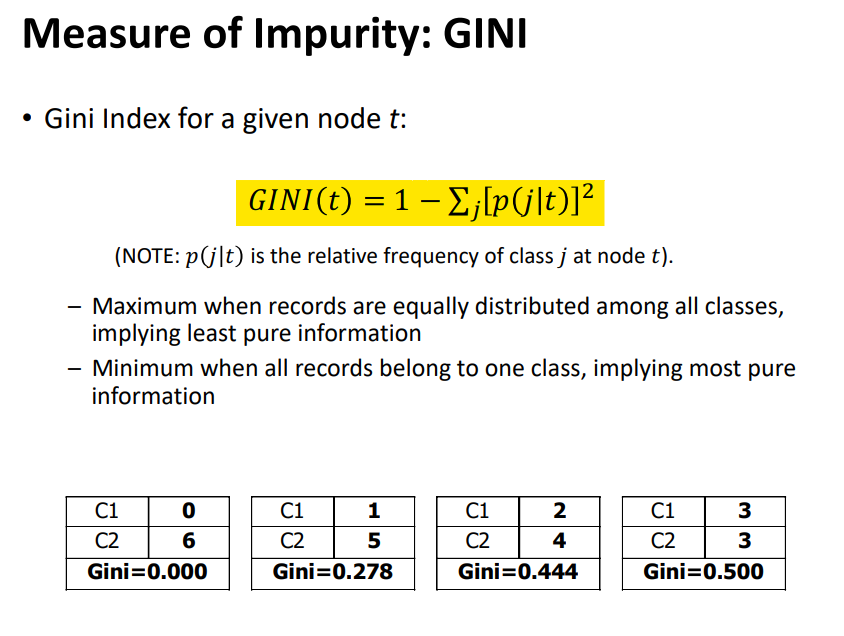 Measure of Impurity: GINI
• Gini Index for a given node t:
GINI(t) = 1 − ∑j[p(j|t)]²
(NOTE: p(j|t) is the relative frequency of class j at node t).
– Maximum when records are equally distributed among all classes,
implying least pure information
– Minimum when all records belong to one class, implying most pure
information
C1 0
C2 6
Gini=0.000
C1 1
C2 5
Gini=0.278
C1 2
C2 4
Gini=0.444
C1 3
C2 3
Gini=0.500